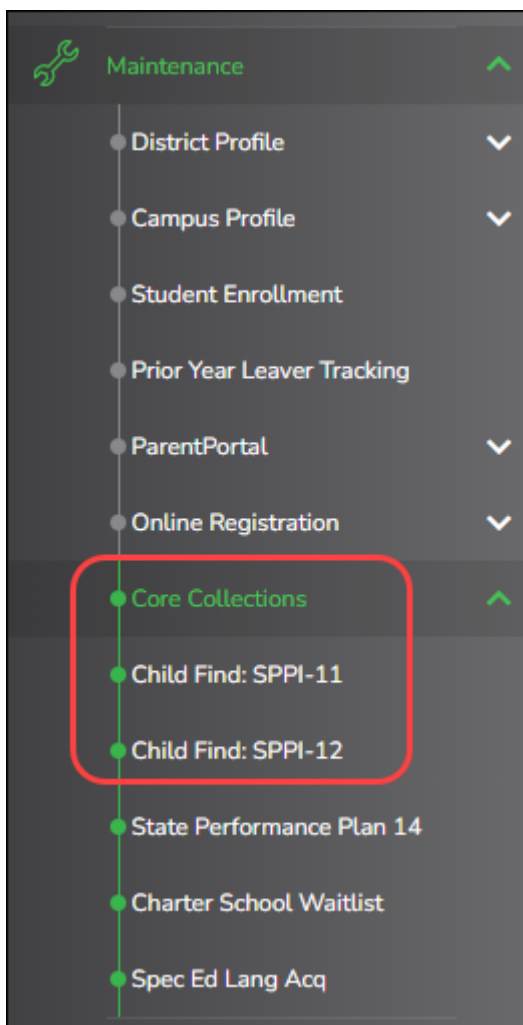 Maintenance
District Profile
Campus Profile
Student Enrollment
Prior Year Leaver Tracking
ParentPortal
Online Registration
Core Collections
Child Find: SPPI-11
Child Find: SPPI-12
State Performance Plan 14
Charter School Waitlist
Spec Ed Lang Acq